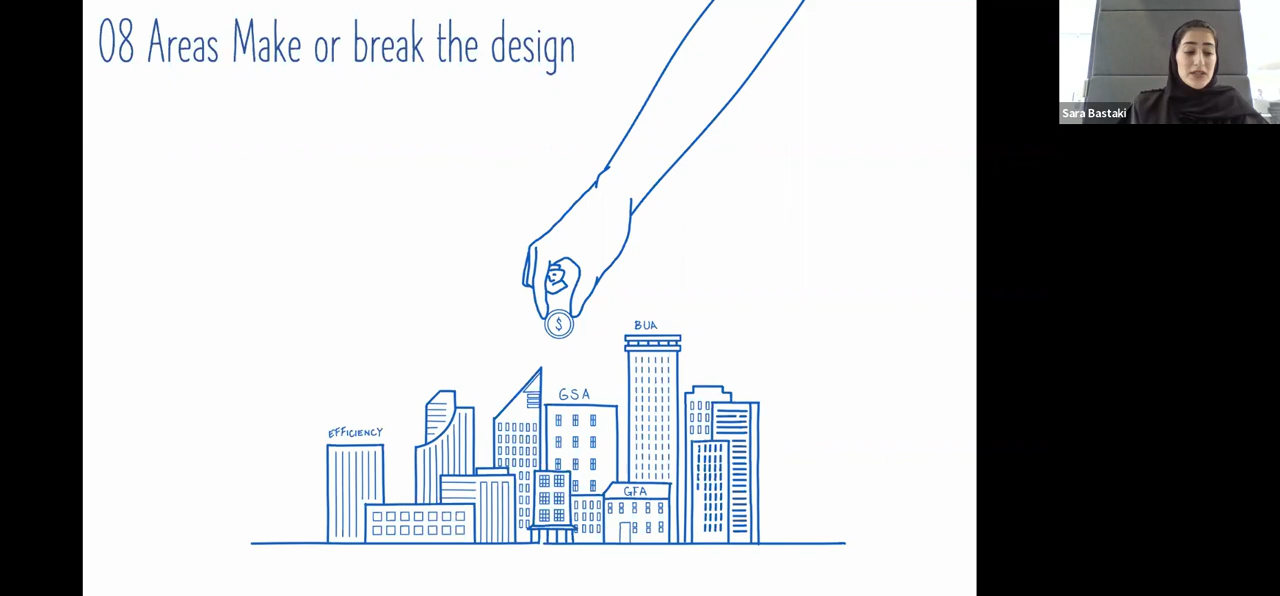 08 Areas Make or break the design
Sara Bastaki
$
BUA
GSA
EFFICIENCY
GFA